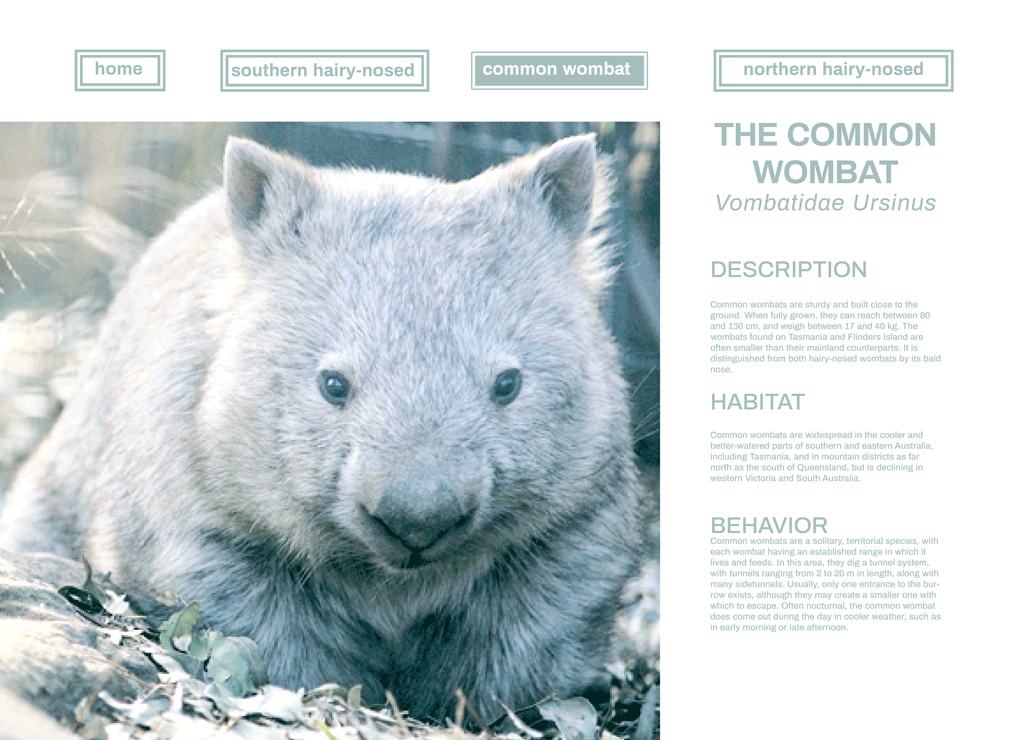 home
southern hairy-nosed
common wombat
northern hairy-nosed
THE COMMON
WOMBAT
Vombatidae Ursinus
DESCRIPTION
Common wombats are sturdy and built close to the
ground. When fully grown, they can reach between 80
and 130 cm, and weigh between 17 and 40 kg. The
wombats found on Tasmania and Flinders Island are
often smaller than their mainland counterparts. It is
distinguished from both hairy-nosed wombats by its bald
nose.
HABITAT
Common wombats are widespread in the cooler and
better-watered parts of southern and eastern Australia,
including Tasmania, and in mountain districts as far
north as the south of Queensland, but is declining in
western Victoria and South Australia.
BEHAVIOR
Common wombats are a solitary, territorial species, with
each wombat having an established range in which it
lives and feeds. In this area, they dig a tunnel system,
with tunnels ranging from 2 to 20 m in length, along with
many sidetunnels. Usually, only one entrance to the bur-
row exists, although they may create a smaller one with
which to escape. Often nocturnal, the common wombat
does come out during the day in cooler weather, such as
in early morning or late afternoon.